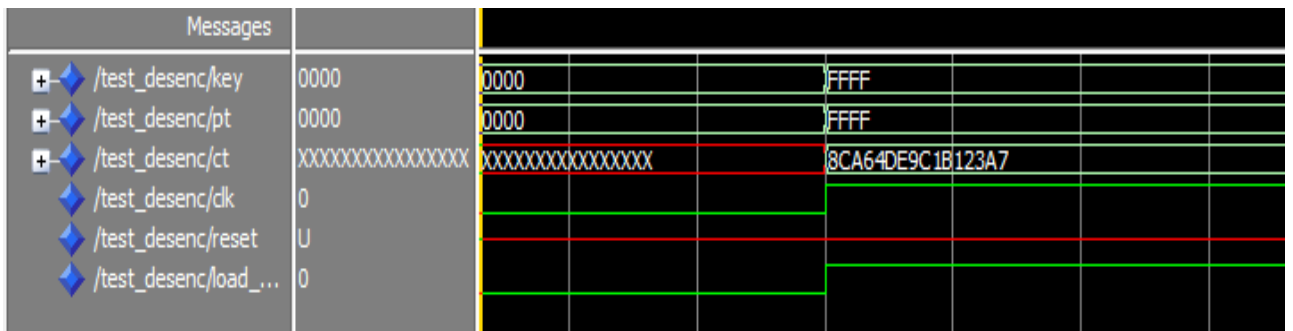 Messages
/test_desenc/key 0000 0000 FFFF
/test_desenc/pt 0000 0000 FFFF
/test_desenc/ct XXXXXXXXXXXXXXXX XXXXXXXXXXXXXXXX 8CA64DE9C1B123A7
/test_desenc/clk 0
/test_desenc/reset U
/test_desenc/load_... 0